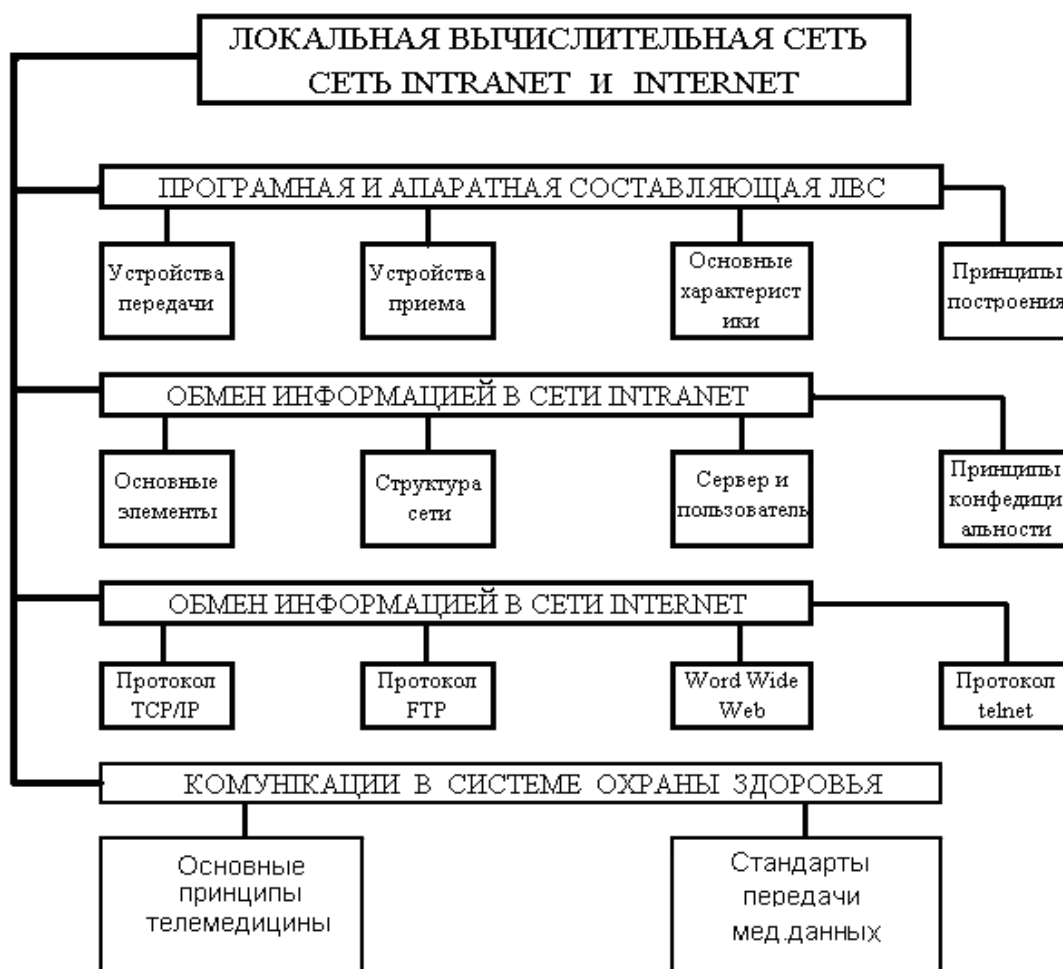 ЛОКАЛЬНАЯ ВЫЧИСЛИТЕЛЬНАЯ СЕТЬ
СЕТЬ INTRANET И INTERNET
ПРОГРАМНАЯ И АПАРАТНАЯ СОСТАВЛЯЮЩАЯ ЛВС
Устройства
передачи
Устройства
приема
Основные
характерист
ики
Принципы
построения
ОБМЕН ИНФОРМАЦИЕЙ В СЕТИ INTRANET
Основные
элементы
Структура
сети
Сервер и
пользователь
Принципы
конфедици
альности
ОБМЕН ИНФОРМАЦИЕЙ В СЕТИ INTERNET
Протокол
TCP/IP
Протокол
FTP
Word Wide
Web
Протокол
telnet
КОМУНІКАЦИИ В СИСТЕМЕ ОХРАНЫ ЗДОРОВЬЯ
Основные
принципы
телемедицины
Стандарты
передачи
мед.данных